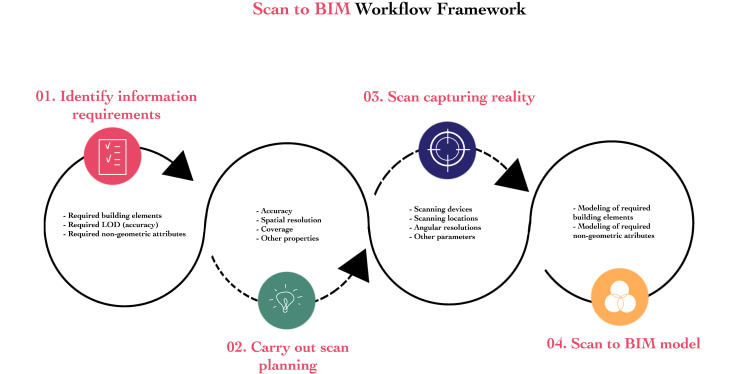 Scan to BIM Workflow Framework
01. Identify information
requirements
- Required building elements
- Required LOD (accuracy)
- Required non-geometric attributes
- Accuracy
- Spatial resolution
- Coverage
- Other properties
02. Carry out scan
planning
03. Scan capturing reality
- Scanning devices
- Scanning locations
- Angular resolutions
- Other parameters
- Modeling of required
building elements
- Modeling of required
non-geometric atributes
04. Scan to BIM model